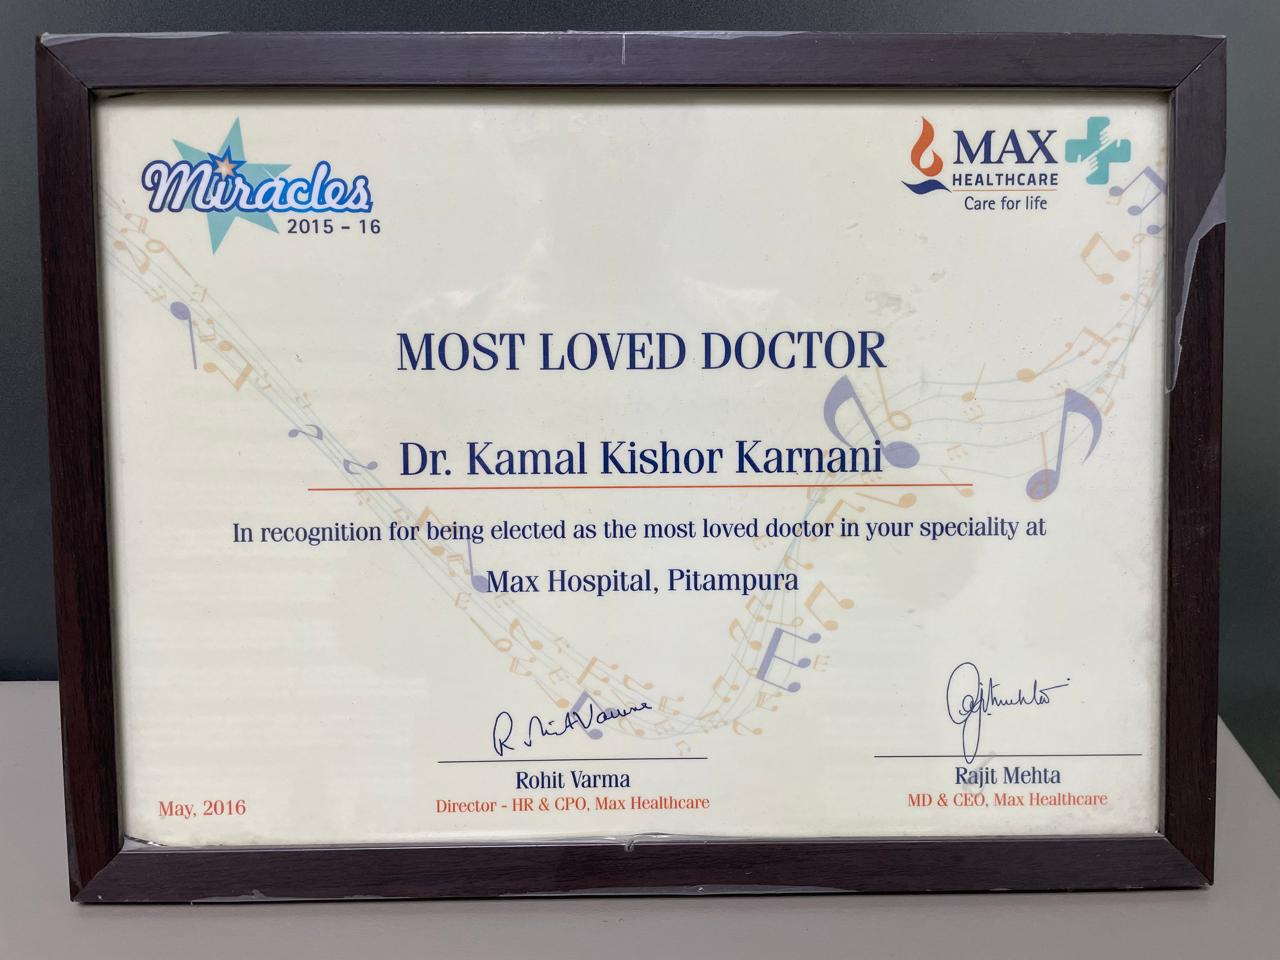 Miracles
2015 - 16
MAX
HEALTHCARE
Care for life
MOST LOVED DOCTOR
Dr. Kamal Kishor Karnani
In recognition for being elected as the most loved doctor in your speciality at
Max Hospital, Pitampura
Rohit Varma
Rohit Varma
Director - HR & CPO, Max Healthcare
Rajit Mehta
MD & CEO, Max Healthcare
May, 2016